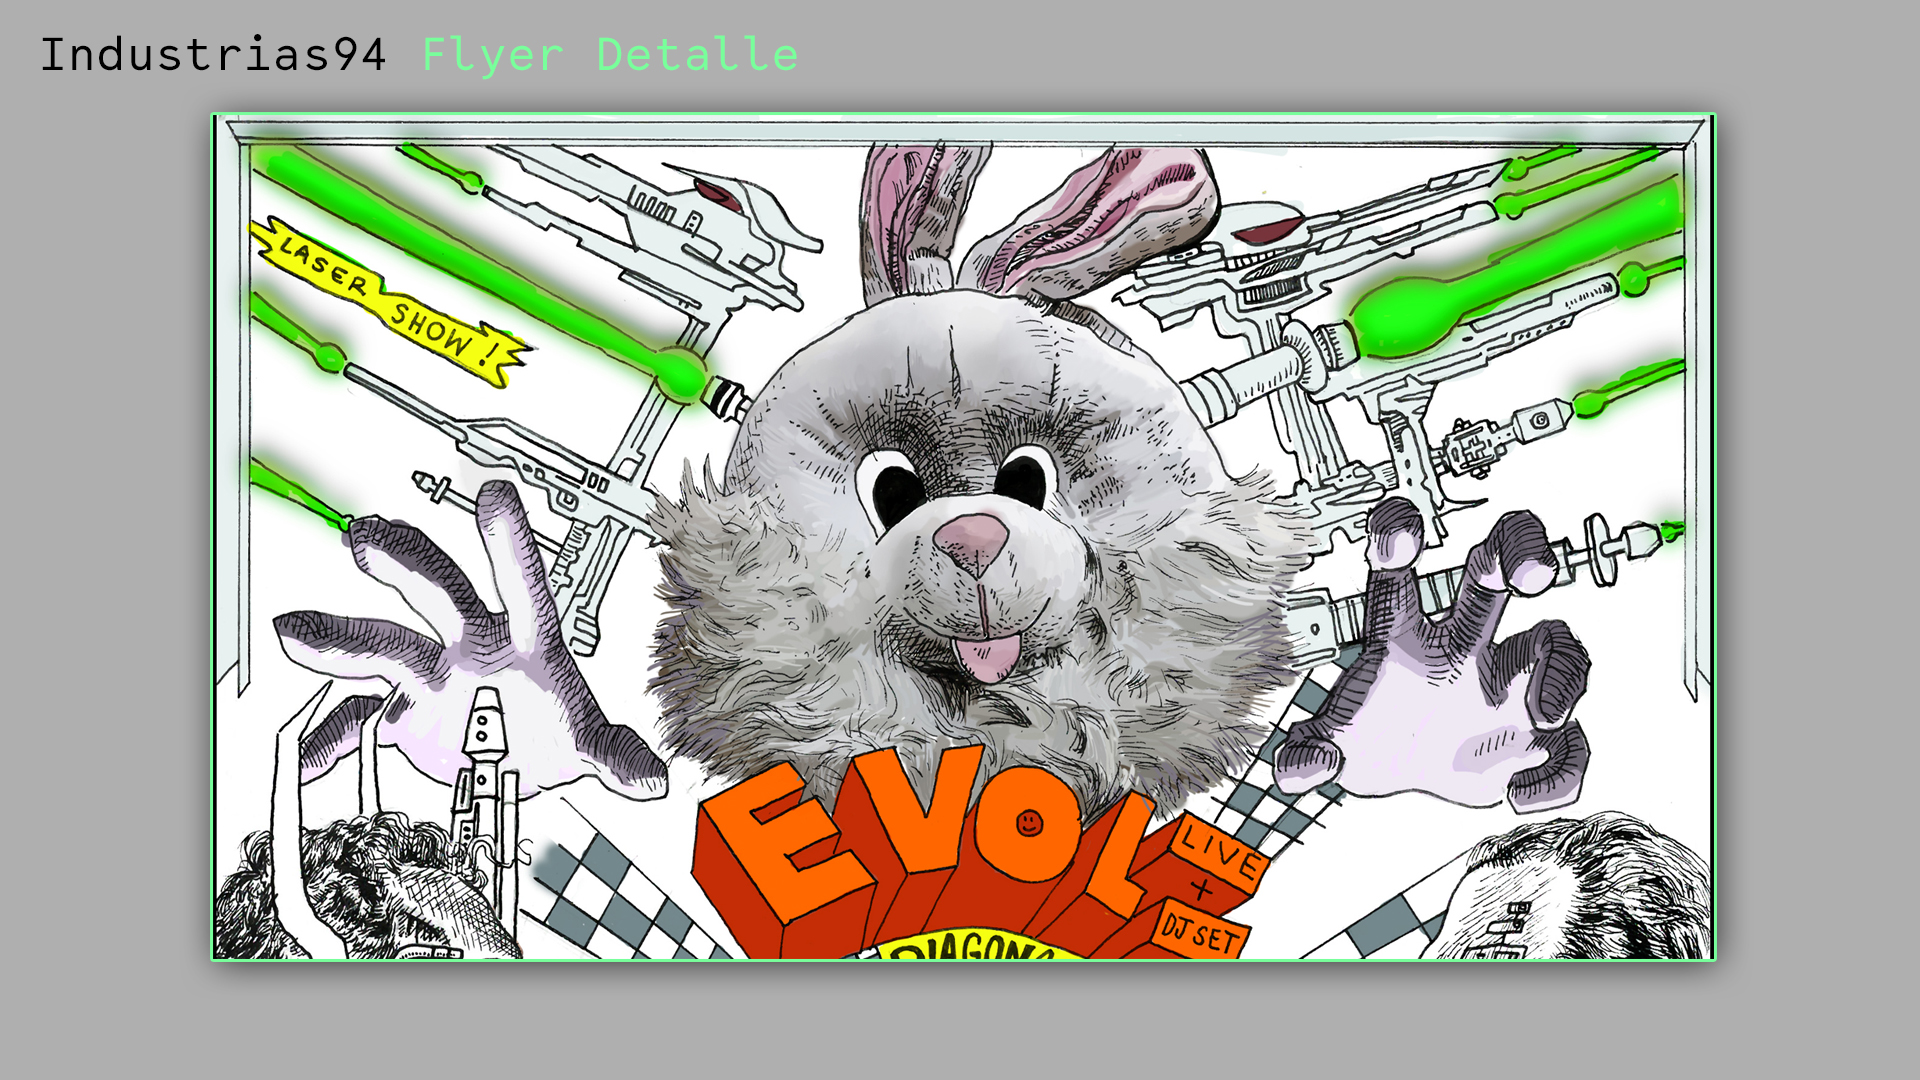 Industrias94 Flyer Detalle
LASER SHOW!
EVOL
LIVE
+
DJ SET